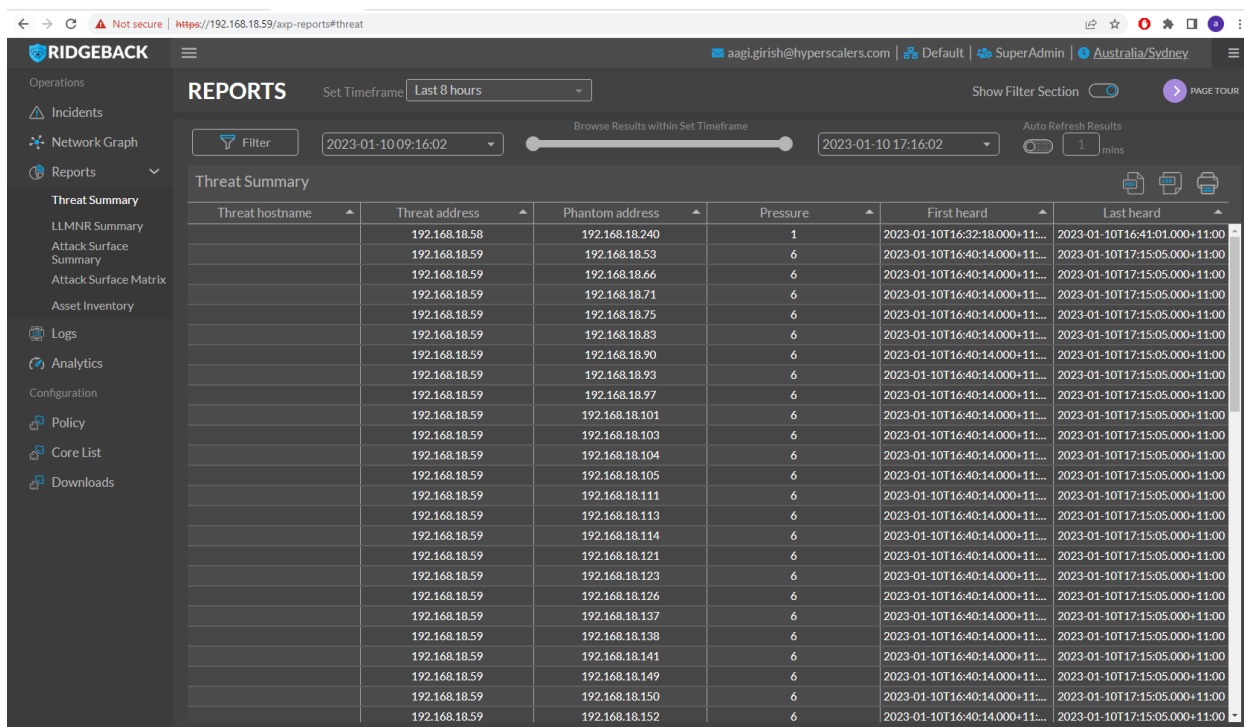 Not secure | https://192.168.18.59/axp-reports#threat
RIDGEBACK
aagi.girish@hyperscalers.com | Default | SuperAdmin | Australia/Sydney
Operations
Incidents
Network Graph
Reports
Threat Summary
LLMNR Summary
Attack Surface
Summary
Attack Surface Matrix
Asset Inventory
Logs
Analytics
Configuration
Policy
Core List
Downloads
REPORTS Set Timeframe Last 8 hours Show Filter Section PAGE TOUR
Browse Results within Set Timeframe Auto Refresh Results
Filter 2023-01-10 09:16:02 2023-01-10 17:16:02 1 mins
Threat Summary
Threat hostname Threat address Phantom address Pressure First heard Last heard
192.168.18.58 192.168.18.240 1 2023-01-10T16:32:18.000+11:... 2023-01-10T16:41:01.000+11:00
192.168.18.59 192.168.18.53 6 2023-01-10T16:40:14.000+11:... 2023-01-10T17:15:05.000+11:00
192.168.18.59 192.168.18.66 6 2023-01-10T16:40:14.000+11:... 2023-01-10T17:15:05.000+11:00
192.168.18.59 192.168.18.71 6 2023-01-10T16:40:14.000+11:... 2023-01-10T17:15:05.000+11:00
192.168.18.59 192.168.18.75 6 2023-01-10T16:40:14.000+11:... 2023-01-10T17:15:05.000+11:00
192.168.18.59 192.168.18.83 6 2023-01-10T16:40:14.000+11:... 2023-01-10T17:15:05.000+11:00
192.168.18.59 192.168.18.90 6 2023-01-10T16:40:14.000+11:... 2023-01-10T17:15:05.000+11:00
192.168.18.59 192.168.18.93 6 2023-01-10T16:40:14.000+11:... 2023-01-10T17:15:05.000+11:00
192.168.18.59 192.168.18.97 6 2023-01-10T16:40:14.000+11:... 2023-01-10T17:15:05.000+11:00
192.168.18.59 192.168.18.101 6 2023-01-10T16:40:14.000+11:... 2023-01-10T17:15:05.000+11:00
192.168.18.59 192.168.18.103 6 2023-01-10T16:40:14.000+11:... 2023-01-10T17:15:05.000+11:00
192.168.18.59 192.168.18.104 6 2023-01-10T16:40:14.000+11:... 2023-01-10T17:15:05.000+11:00
192.168.18.59 192.168.18.105 6 2023-01-10T16:40:14.000+11:... 2023-01-10T17:15:05.000+11:00
192.168.18.59 192.168.18.111 6 2023-01-10T16:40:14.000+11:... 2023-01-10T17:15:05.000+11:00
192.168.18.59 192.168.18.113 6 2023-01-10T16:40:14.000+11:... 2023-01-10T17:15:05.000+11:00
192.168.18.59 192.168.18.114 6 2023-01-10T16:40:14.000+11:... 2023-01-10T17:15:05.000+11:00
192.168.18.59 192.168.18.121 6 2023-01-10T16:40:14.000+11:... 2023-01-10T17:15:05.000+11:00
192.168.18.59 192.168.18.123 6 2023-01-10T16:40:14.000+11:... 2023-01-10T17:15:05.000+11:00
192.168.18.59 192.168.18.126 6 2023-01-10T16:40:14.000+11:... 2023-01-10T17:15:05.000+11:00
192.168.18.59 192.168.18.137 6 2023-01-10T16:40:14.000+11:... 2023-01-10T17:15:05.000+11:00
192.168.18.59 192.168.18.138 6 2023-01-10T16:40:14.000+11:... 2023-01-10T17:15:05.000+11:00
192.168.18.59 192.168.18.141 6 2023-01-10T16:40:14.000+11:... 2023-01-10T17:15:05.000+11:00
192.168.18.59 192.168.18.149 6 2023-01-10T16:40:14.000+11:... 2023-01-10T17:15:05.000+11:00
192.168.18.59 192.168.18.150 6 2023-01-10T16:40:14.000+11:... 2023-01-10T17:15:05.000+11:00
192.168.18.59 192.168.18.152 6 2023-01-10T16:40:14.000+11:... 2023-01-10T17:15:05.000+11:00